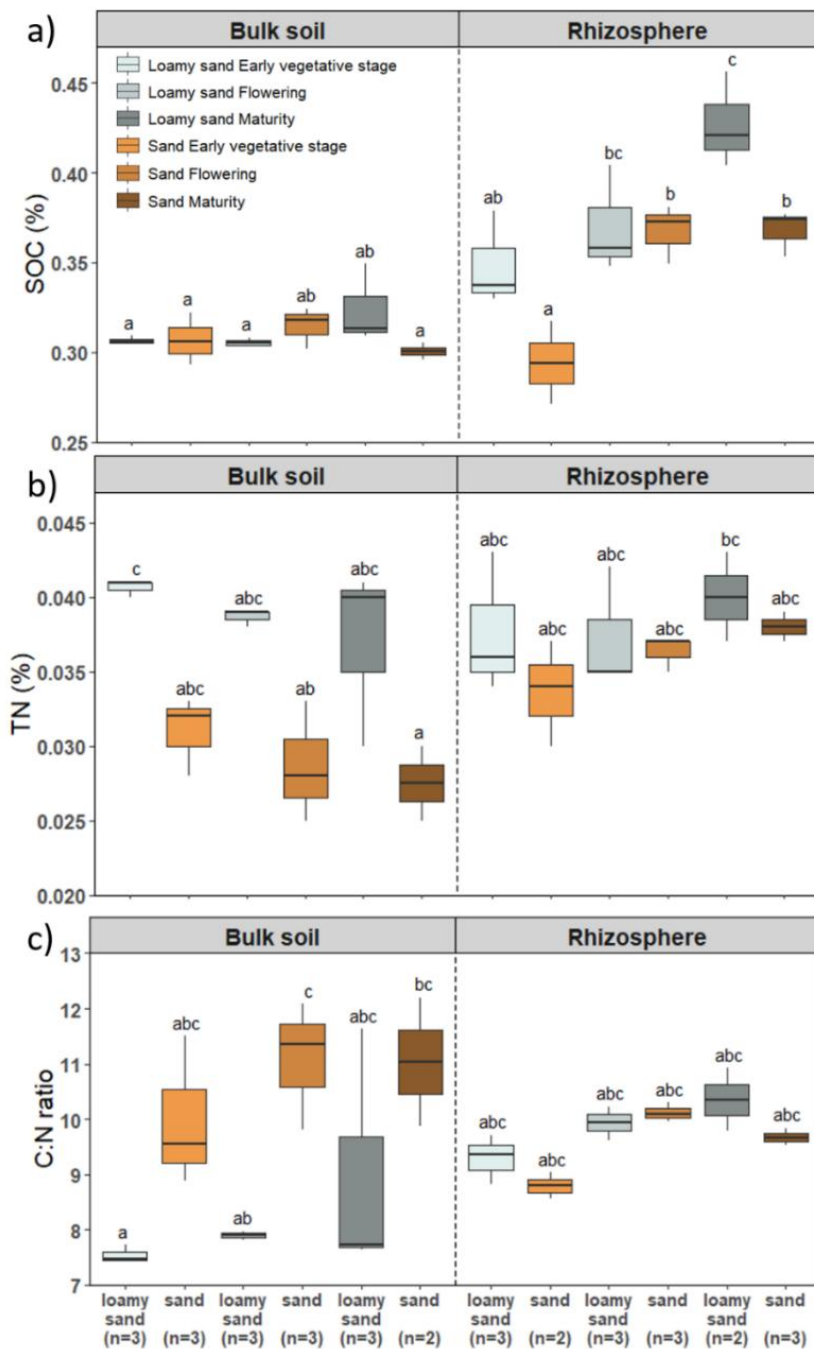 a)
Bulk soil Rhizosphere
Loamy sand Early vegetative stage
Loamy sand Flowering
Loamy sand Maturity
Sand Early vegetative stage
Sand Flowering
Sand Maturity
SOC (%)
0.45
0.40
0.35
0.30
0.25
a a a ab ab a ab a bc b c b
b)
Bulk soil Rhizosphere
TN (%)
0.045
0.040
0.035
0.030
0.025
0.020
c abc abc ab abc a abc abc abc abc bc abc
c)
Bulk soil Rhizosphere
C:N ratio
13
12
11
10
9
8
7
a abc ab c abc bc abc abc abc abc abc abc
loamy sand loamy sand loamy sand loamy sand loamy sand loamy sand
sand sand sand sand sand sand
(n=3) (n=3) (n=3) (n=3) (n=3) (n=2) (n=3) (n=2) (n=3) (n=3) (n=2) (n=3)